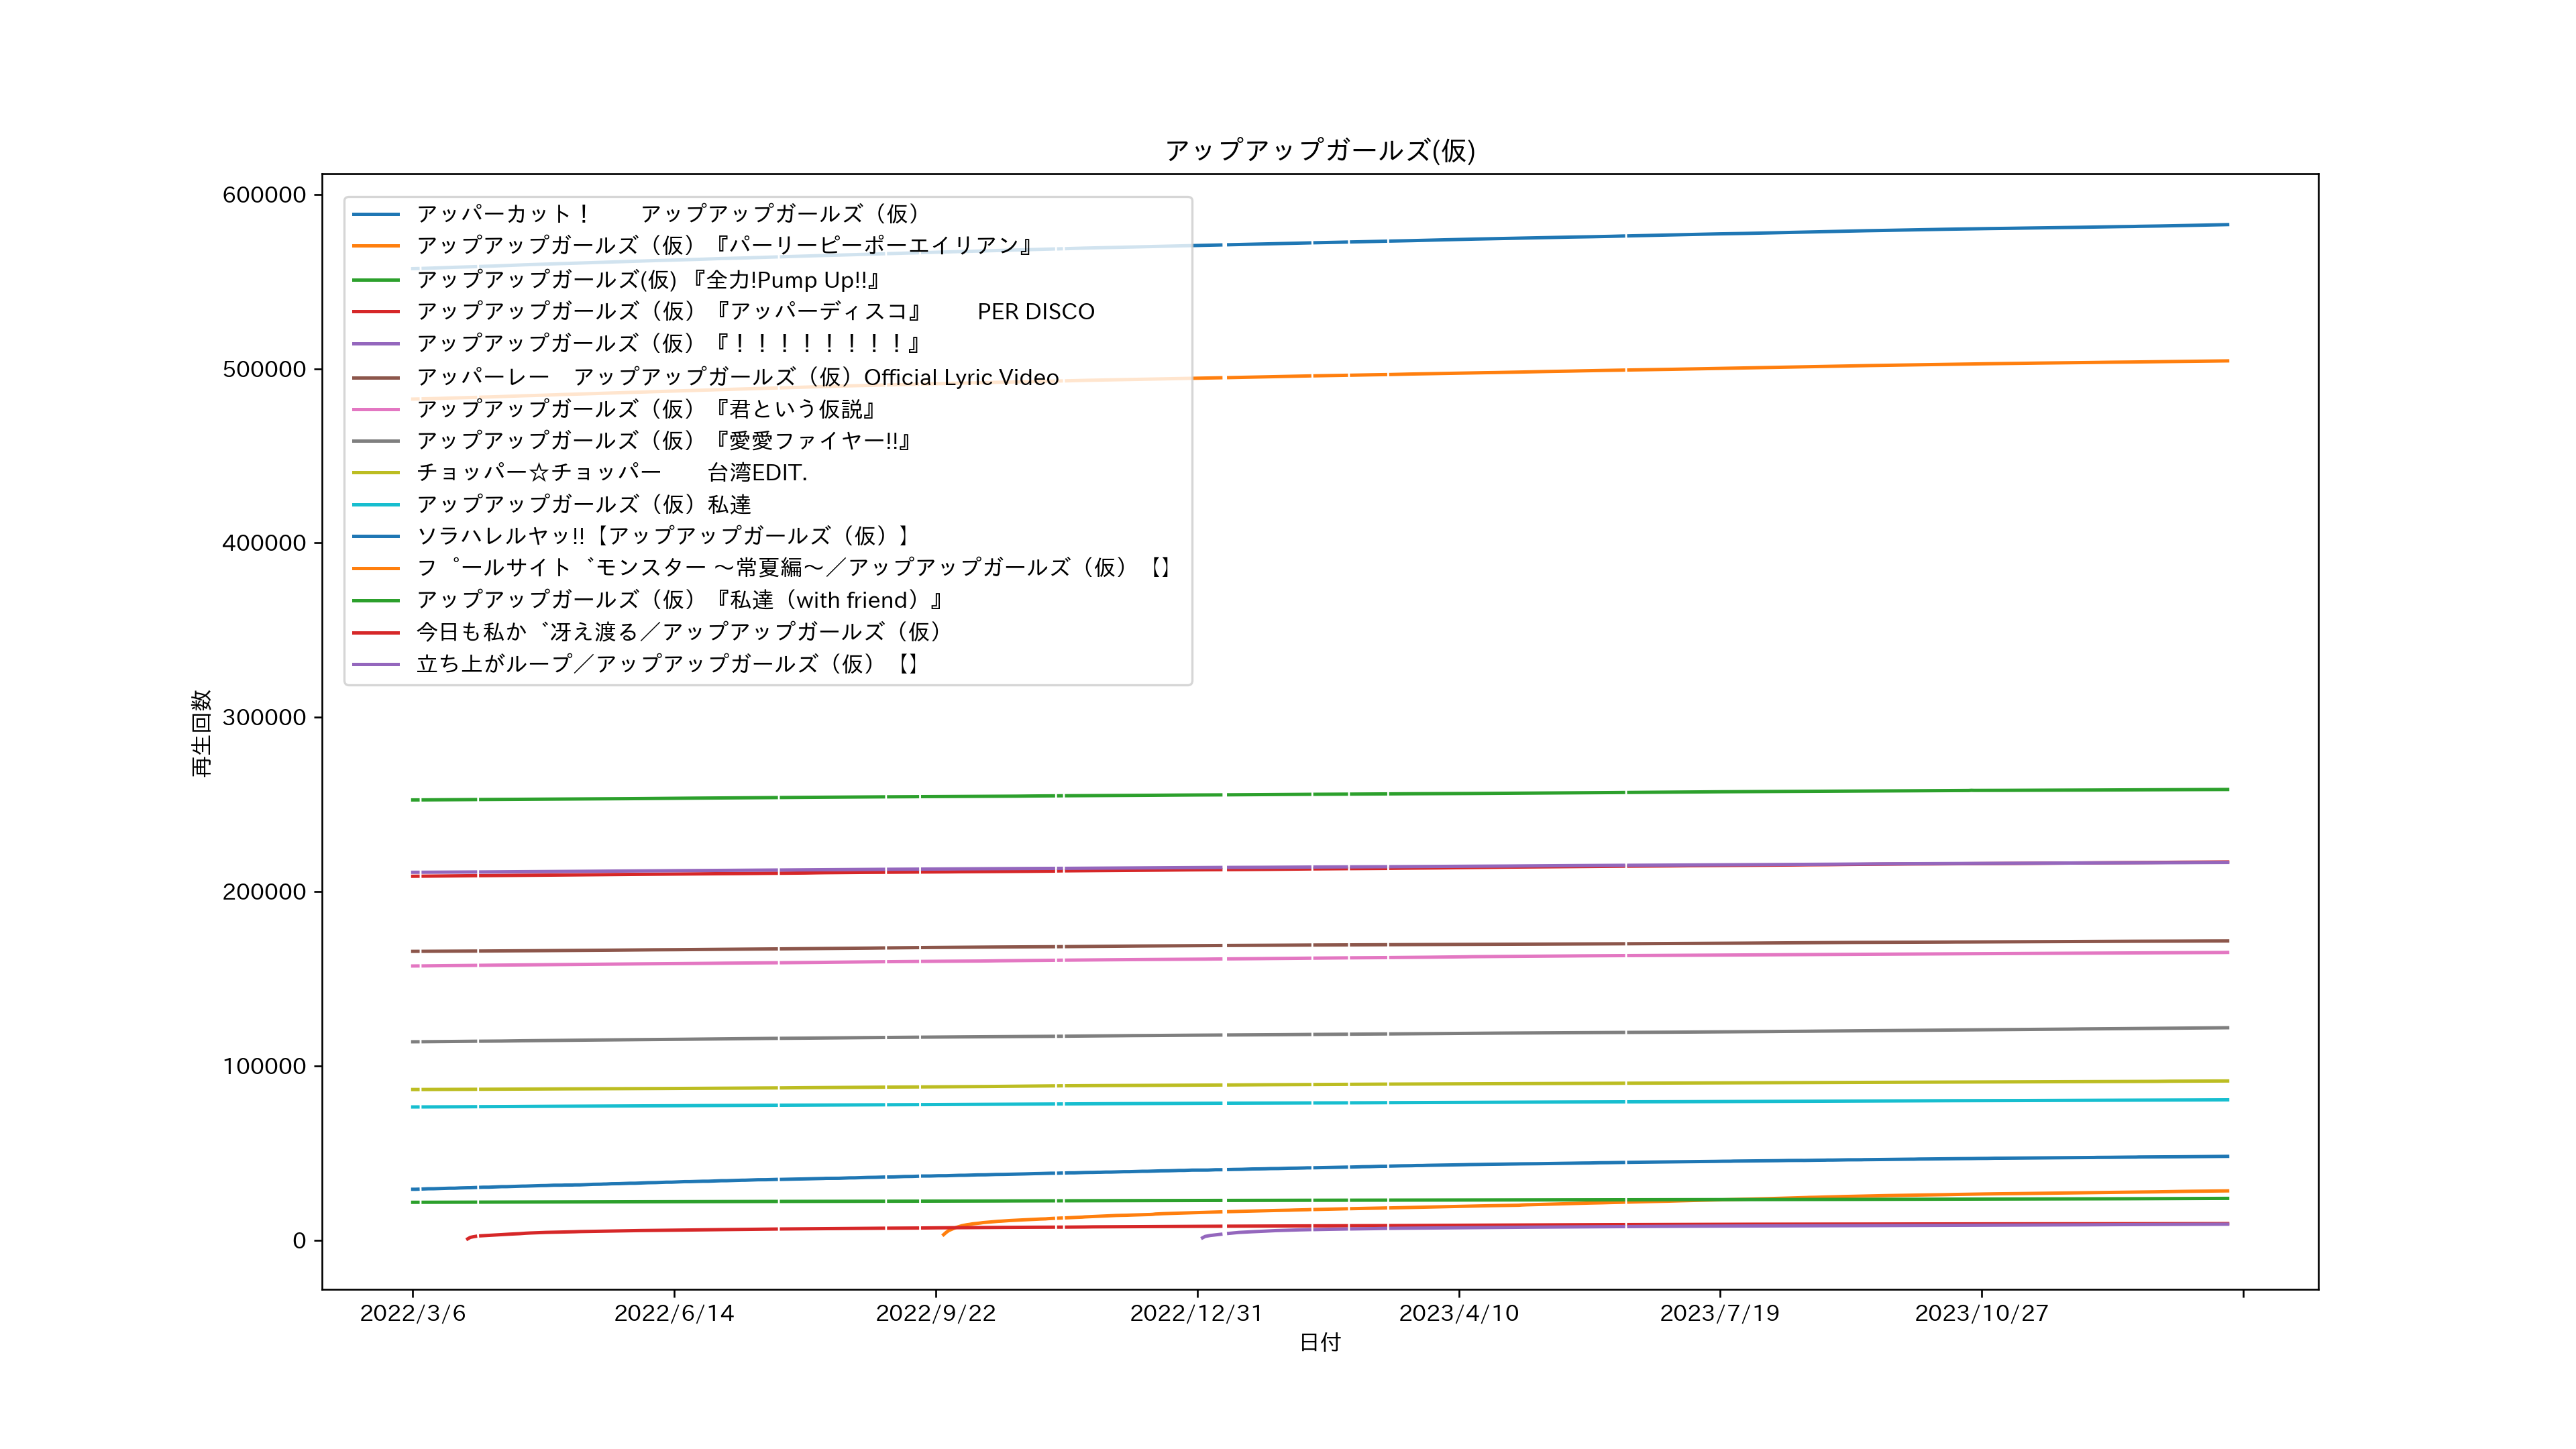 アップアップガールズ(仮)
600000
500000
400000
300000
200000
100000
0
再生回数
アッパーカット！　　アップアップガールズ（仮）
アップアップガールズ（仮）『パーリーピーポーエイリアン』
アップアップガールズ(仮) 『全力!Pump Up!!』
アップアップガールズ（仮）『アッパーディスコ』　　PER DISCO
アップアップガールズ（仮）『！！！！！！！！』
アッパーレー　アップアップガールズ（仮）Official Lyric Video
アップアップガールズ（仮）『君という仮説』
アップアップガールズ（仮）『愛愛ファイヤー!!』
チョッパー☆チョッパー　　台湾EDIT.
アップアップガールズ（仮）私達
ソラハレルヤッ!!【アップアップガールズ（仮）】
フ゜ールサイト゛モンスター ～常夏編～／アップアップガールズ（仮）【】
アップアップガールズ（仮）『私達（with friend）』
今日も私か゛冴え渡る／アップアップガールズ（仮）
立ち上がループ／アップアップガールズ（仮）【】
2022/3/6 2022/6/14 2022/9/22 2022/12/31 2023/4/10 2023/7/19 2023/10/27
日付